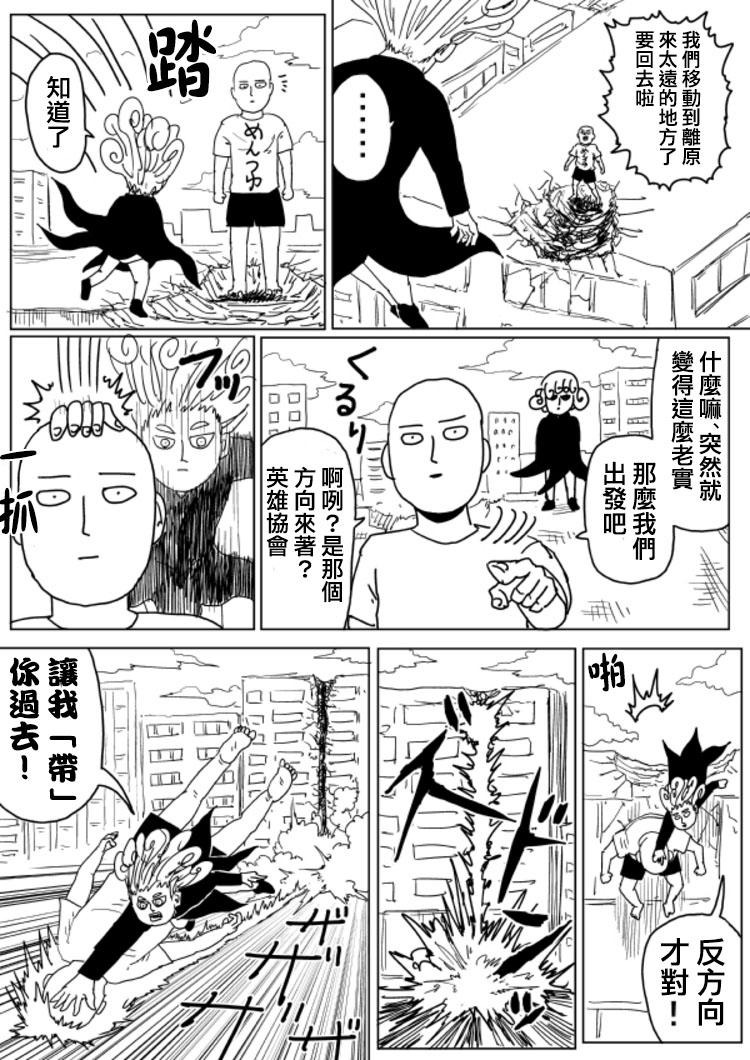 我們移動到離原
來太遠的地方了
要回去啦
……
踏
めんつゆ
知道了
什麼嘛、突然就
變得這麼老實
那麼我們
出發吧
くるり
啊咧？是那個
方向來著？
英雄協會
フッ
一抓
啪
反方向
才對！
ズドォ
讓我「帶」
你過去！
ザザザザ